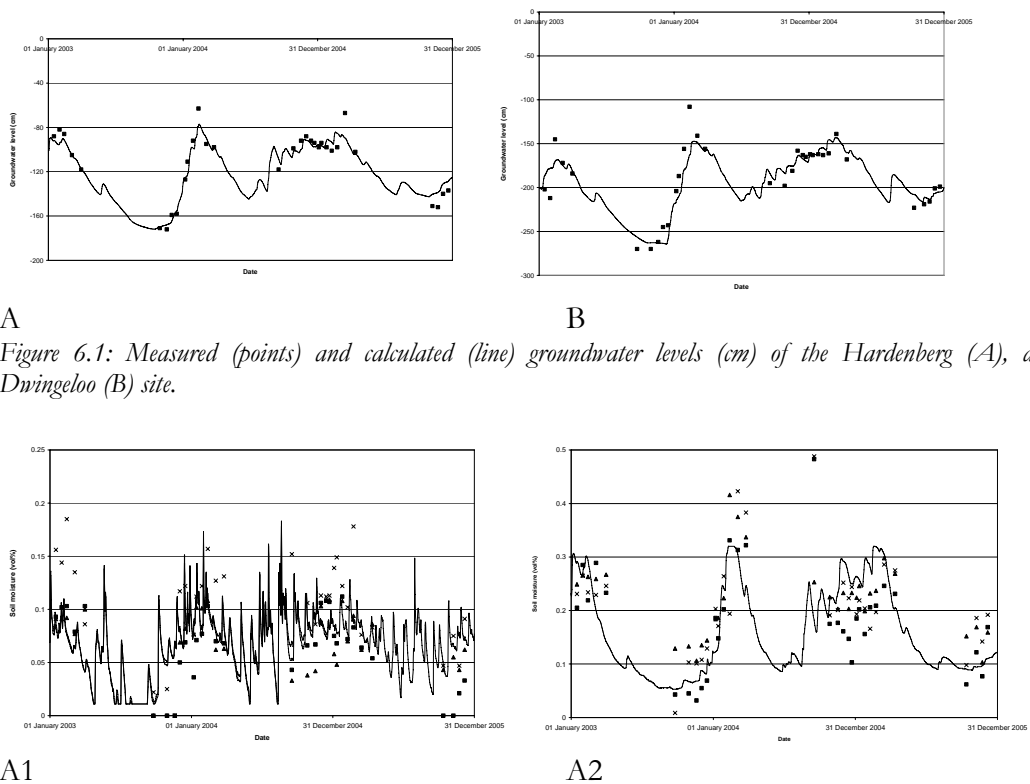 0
01 January 2003
01 January 2004
31 December 2004
31 December 2005
-40
-80
-120
-160
-200
Groundwater level (cm)
Date
0
01 January 2003
01 January 2004
31 December 2004
31 December 2005
-50
-100
-150
-200
-250
-300
Groundwater level (cm)
Date
A
B
Figure 6.1: Measured (points) and calculated (line) groundwater levels (cm) of the Hardenberg (A),
Dwingeloo (B) site.
0.25
0.2
0.15
0.1
0.05
0
Soil moisture (vol%)
01 January 2003
01 January 2004
31 December 2004
31 December 2005
Date
0.5
0.4
0.3
0.2
0.1
0
Soil moisture (vol%)
01 January 2003
01 January 2004
31 December 2004
31 December 2005
Date
A1
A2